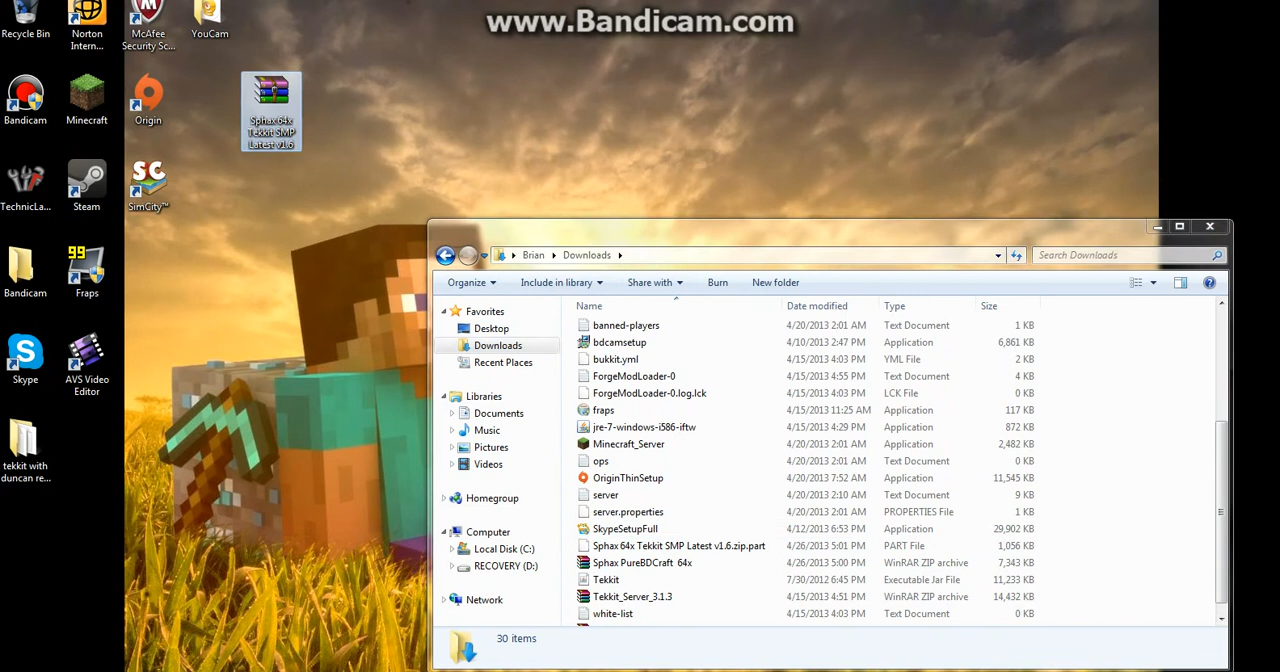 www.Bandicam.com
Recycle Bin
Norton
Intern...
McAfee
Security Sc...
YouCam
Bandicam
Minecraft
Origin
Sphax 64x
Tekkit SMP
Latest v1.6
TechnicLa...
Steam
SC
SimCity™
Bandicam
99
Fraps
Skype
AVS Video
Editor
tekkit with
duncan re...
Brian
Downloads
Search Downloads
Organize
Include in library
Share with
Burn
New folder
Favorites
Desktop
Downloads
Recent Places
Libraries
Documents
Music
Pictures
Videos
Homegroup
Computer
Local Disk (C:)
RECOVERY (D:)
Network
Name Date modified Type Size
banned-players 4/20/2013 2:01 AM Text Document 1 KB
bdcamsetup 4/10/2013 2:47 PM Application 6,861 KB
bukkit.yml 4/15/2013 4:03 PM YML File 2 KB
ForgeModLoader-0 4/15/2013 4:55 PM Text Document 4 KB
ForgeModLoader-0.log.lck 4/15/2013 4:03 PM LCK File 0 KB
fraps 4/15/2013 11:25 AM Application 117 KB
jre-7-windows-i586-iftw 4/15/2013 4:29 PM Application 872 KB
Minecraft_Server 4/20/2013 2:01 AM Application 2,482 KB
ops 4/20/2013 2:01 AM Text Document 0 KB
OriginThinSetup 4/20/2013 7:52 AM Application 11,545 KB
server 4/20/2013 2:10 AM Text Document 9 KB
server.properties 4/20/2013 2:01 AM PROPERTIES File 1 KB
SkypeSetupFull 4/12/2013 6:53 PM Application 29,902 KB
Sphax 64x Tekkit SMP Latest v1.6.zip.part 4/26/2013 5:01 PM PART File 1,056 KB
Sphax PureBDCraft 64x 4/26/2013 5:00 PM WinRAR ZIP archive 7,343 KB
Tekkit 7/30/2012 6:45 PM Executable Jar File 11,233 KB
Tekkit_Server_3.1.3 4/15/2013 4:51 PM WinRAR ZIP archive 14,432 KB
white-list 4/15/2013 4:03 PM Text Document 0 KB
30 items